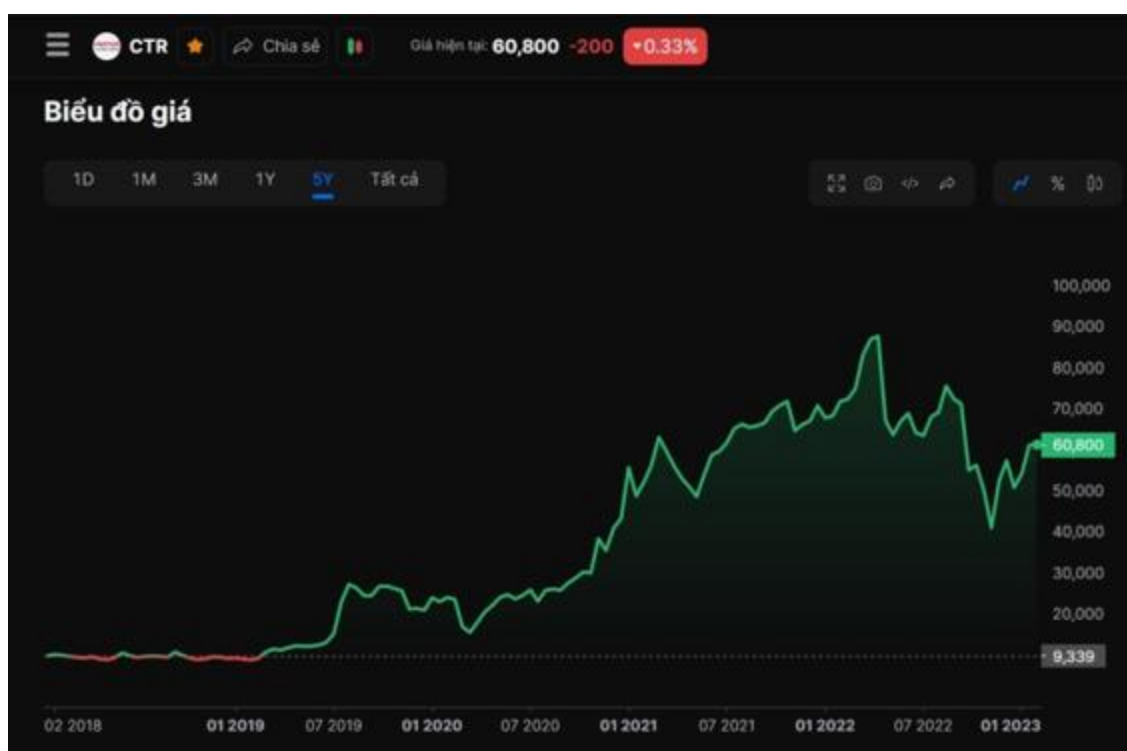 CTR Chia sẻ Giá hiện tại: 60,800 -200 0.33%
Biểu đồ giá
1D 1M 3M 1Y 5Y Tất cả
%
100,000
90,000
80,000
70,000
60,800
50,000
40,000
30,000
20,000
9,339
02 2018 01 2019 07 2019 01 2020 07 2020 01 2021 07 2021 01 2022 07 2022 01 2023